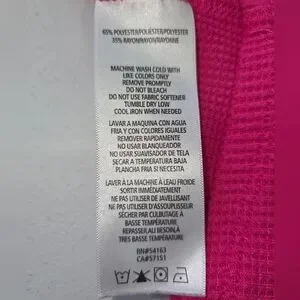 65% POLYESTER/POLIÉSTER/POLYESTER
35% RAYON/RAYÓN/RAYONNE
MACHINE WASH COLD WITH
LIKE COLORS ONLY
REMOVE PROMPTLY
DO NOT BLEACH
DO NOT USE FABRIC SOFTENER
TUMBLE DRY LOW
COOL IRON WHEN NEEDED
LAVAR A MAQUINA CON AGUA
FRIA Y CON COLORES IGUALES
REMOVER RAPIDAMENTE
NO USAR BLANQUEADOR
NO USAR SUAVISADOR DE TELA
SECAR A TEMPERATURA BAJA
PLANCHA FRIA SI ES NECESARIO
LAVER À LA MACHINE À L'EAU FROIDE
SORTIR IMMÉDIATEMENT
NE PAS UTILISER DE JAVELLISANT
NE PAS UTILISER D'ASSOUPLISSEUR
SÉCHER PAR CULBUTAGE À
BASSE TEMPÉRATURE
REPASSER AU BESOIN À
TRES BASSE TEMPÉRATURE
RN#54163
CA#57151